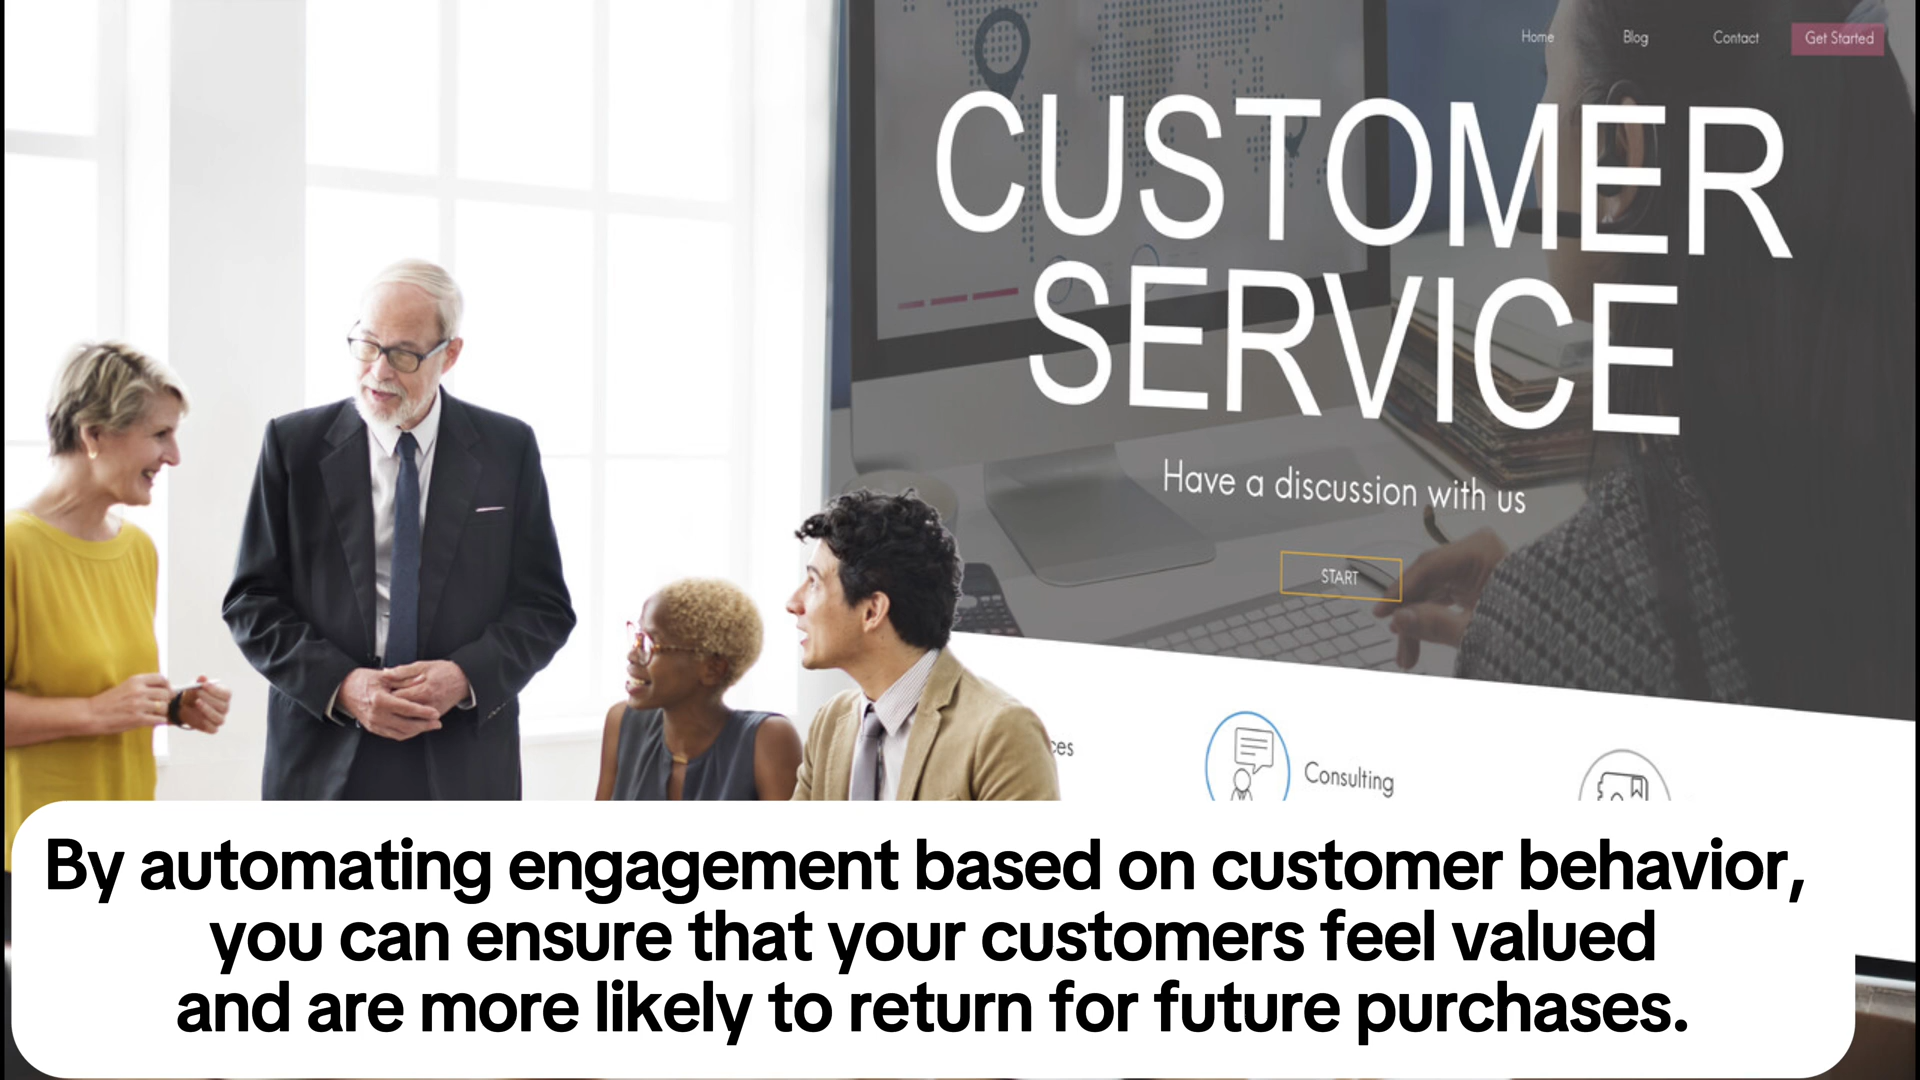 Home Blog Contact Get Started
CUSTOMER
SERVICE
Have a discussion with us
START
Consulting
By automating engagement based on customer behavior,
you can ensure that your customers feel valued
and are more likely to return for future purchases.